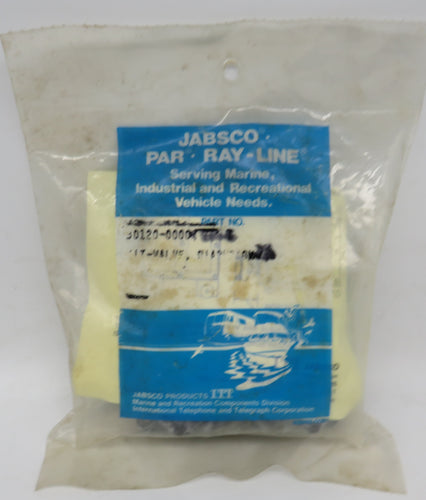 JABSCO
PAR · RAY-LINE
Serving Marine,
Industrial and Recreational
Vehicle Needs.
PART NO.
JABSCO PRODUCTS ITT
Marine and Recreation Components Division
International Telephone and Telegraph Corporation